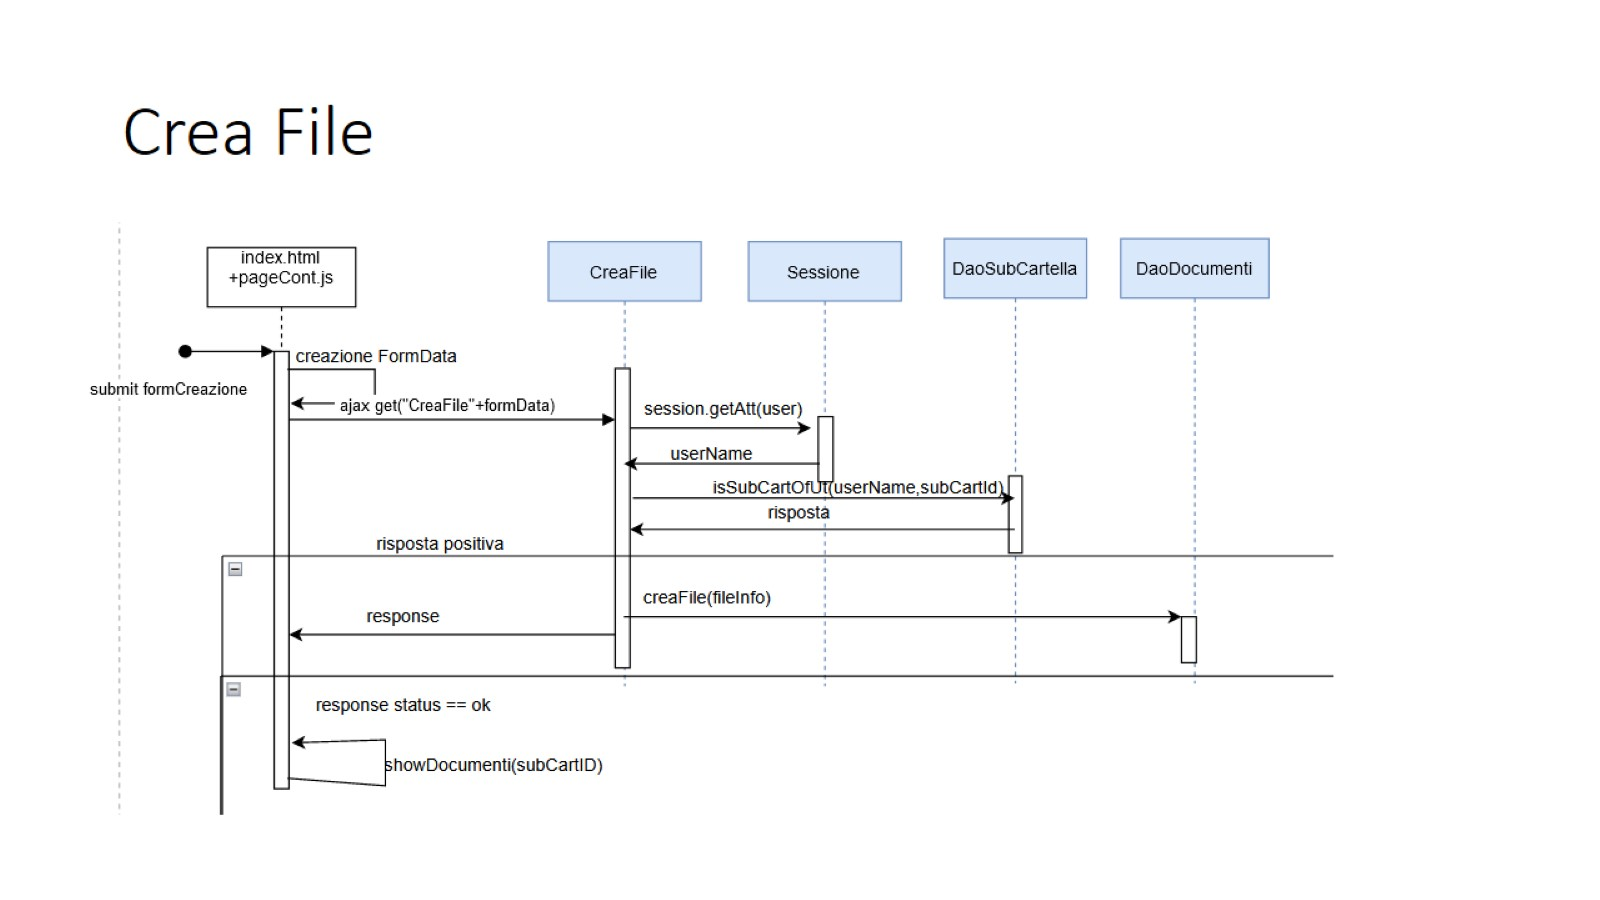 Crea File
index.html
+pageCont.js
CreaFile
Sessione
DaoSubCartella
DaoDocumenti
creazione FormData
submit formCreazione
ajax get("CreaFile"+formData)
session.getAtt(user)
userName
isSubCartOfUt(userName,subCartId)
risposta
risposta positiva
creaFile(fileInfo)
response
response status == ok
showDocumenti(subCartID)